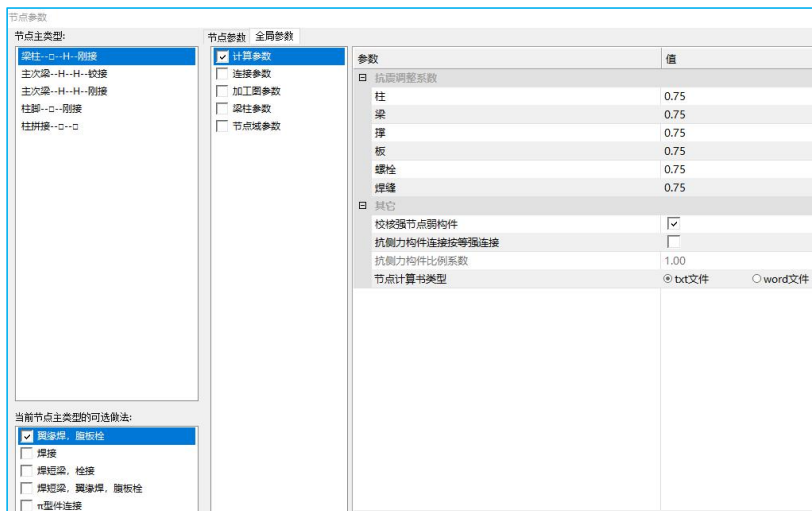 节点参数
节点主类型:
梁柱--□--H--刚接
主次梁--H--H--铰接
主次梁--H--H--刚接
柱脚--□--刚接
柱拼接--□--□
当前节点主类型的可选做法:
翼缘焊, 腹板栓
焊接
焊短梁, 栓接
焊短梁, 翼缘焊, 腹板栓
π型件连接
节点参数 全局参数
计算参数
连接参数
加工图参数
梁柱参数
节点域参数
参数 值
抗震调整系数
柱 0.75
梁 0.75
撑 0.75
板 0.75
螺栓 0.75
焊缝 0.75
其它
校核强节点弱构件
抗侧力构件连接按等强连接
抗侧力构件比例系数 1.00
节点计算书类型 txt文件 word文件